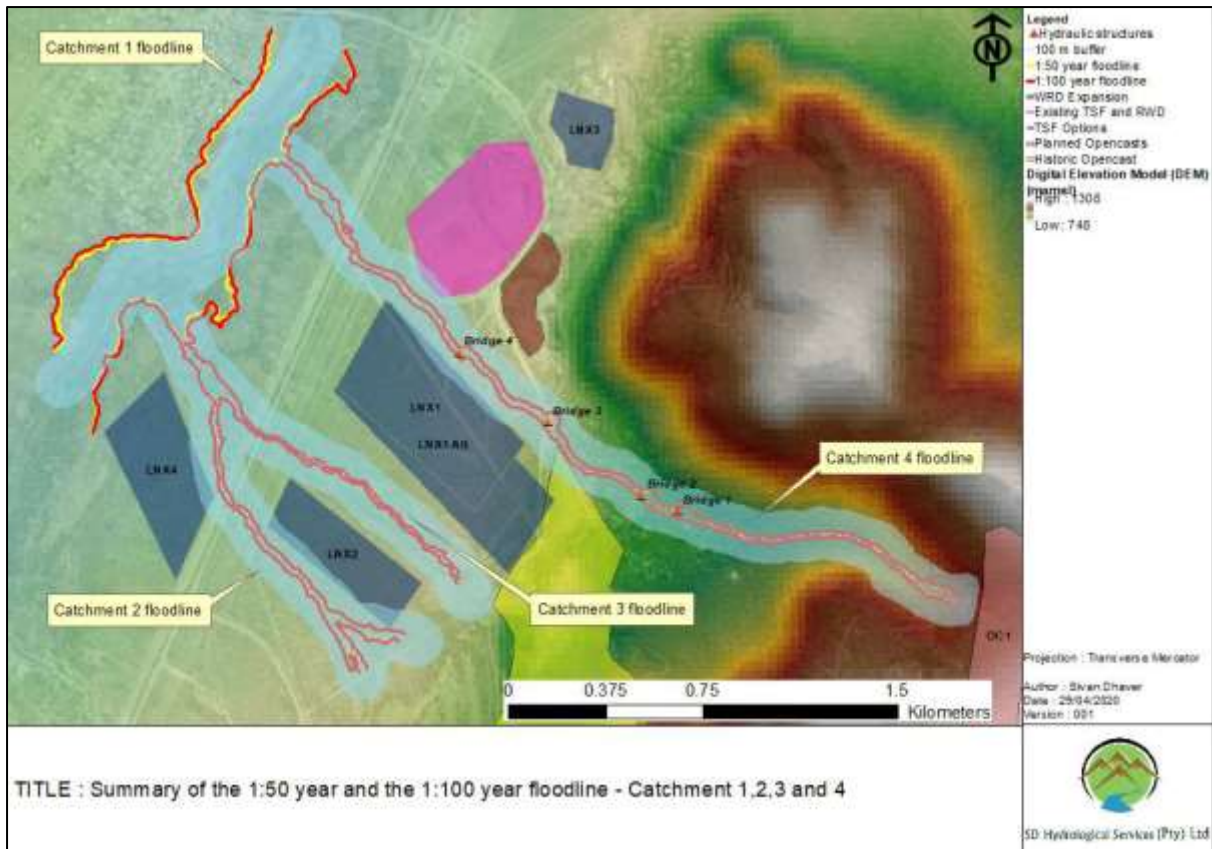 Catchment 1 floodline
LNX3
Bridge 4
LNX1
Bridge 3
LNX4
Catchment 4 floodline
Bridge 2
Bridge 1
LNX2
Catchment 2 floodline
Catchment 3 floodline
OC1
0 0.375 0.75 1.5
Kilometers
N
Legend
Hydraulic structures
100 m buffer
1:50 year floodline
1:100 year floodline
WRD Expansion
Existing TSF and RWD
TSF Options
Planned Opencasts
Historic Opencast
Digital Elevation Model (DEM)
(mamsl)
High : 1308
Low : 746
Projection : Transverse Mercator
Author : Sivan Dhaver
Date : 29/04/2020
Version : 001
TITLE : Summary of the 1:50 year and the 1:100 year floodline - Catchment 1,2,3 and 4
SD Hydrological Services (Pty) Ltd